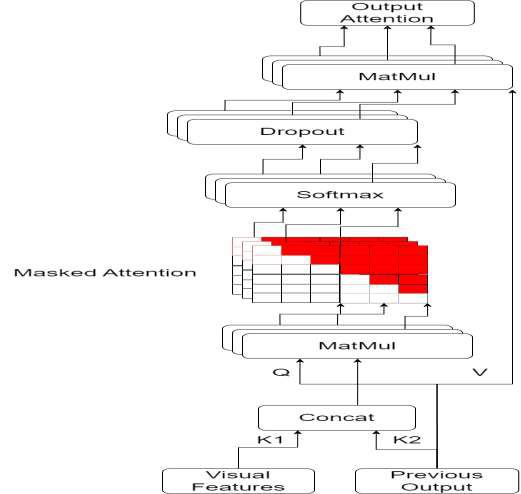 Output
Attention
MatMul
Dropout
Softmax
Masked Attention
MatMul
Q
V
Concat
K1
K2
Visual
Features
Previous
Output